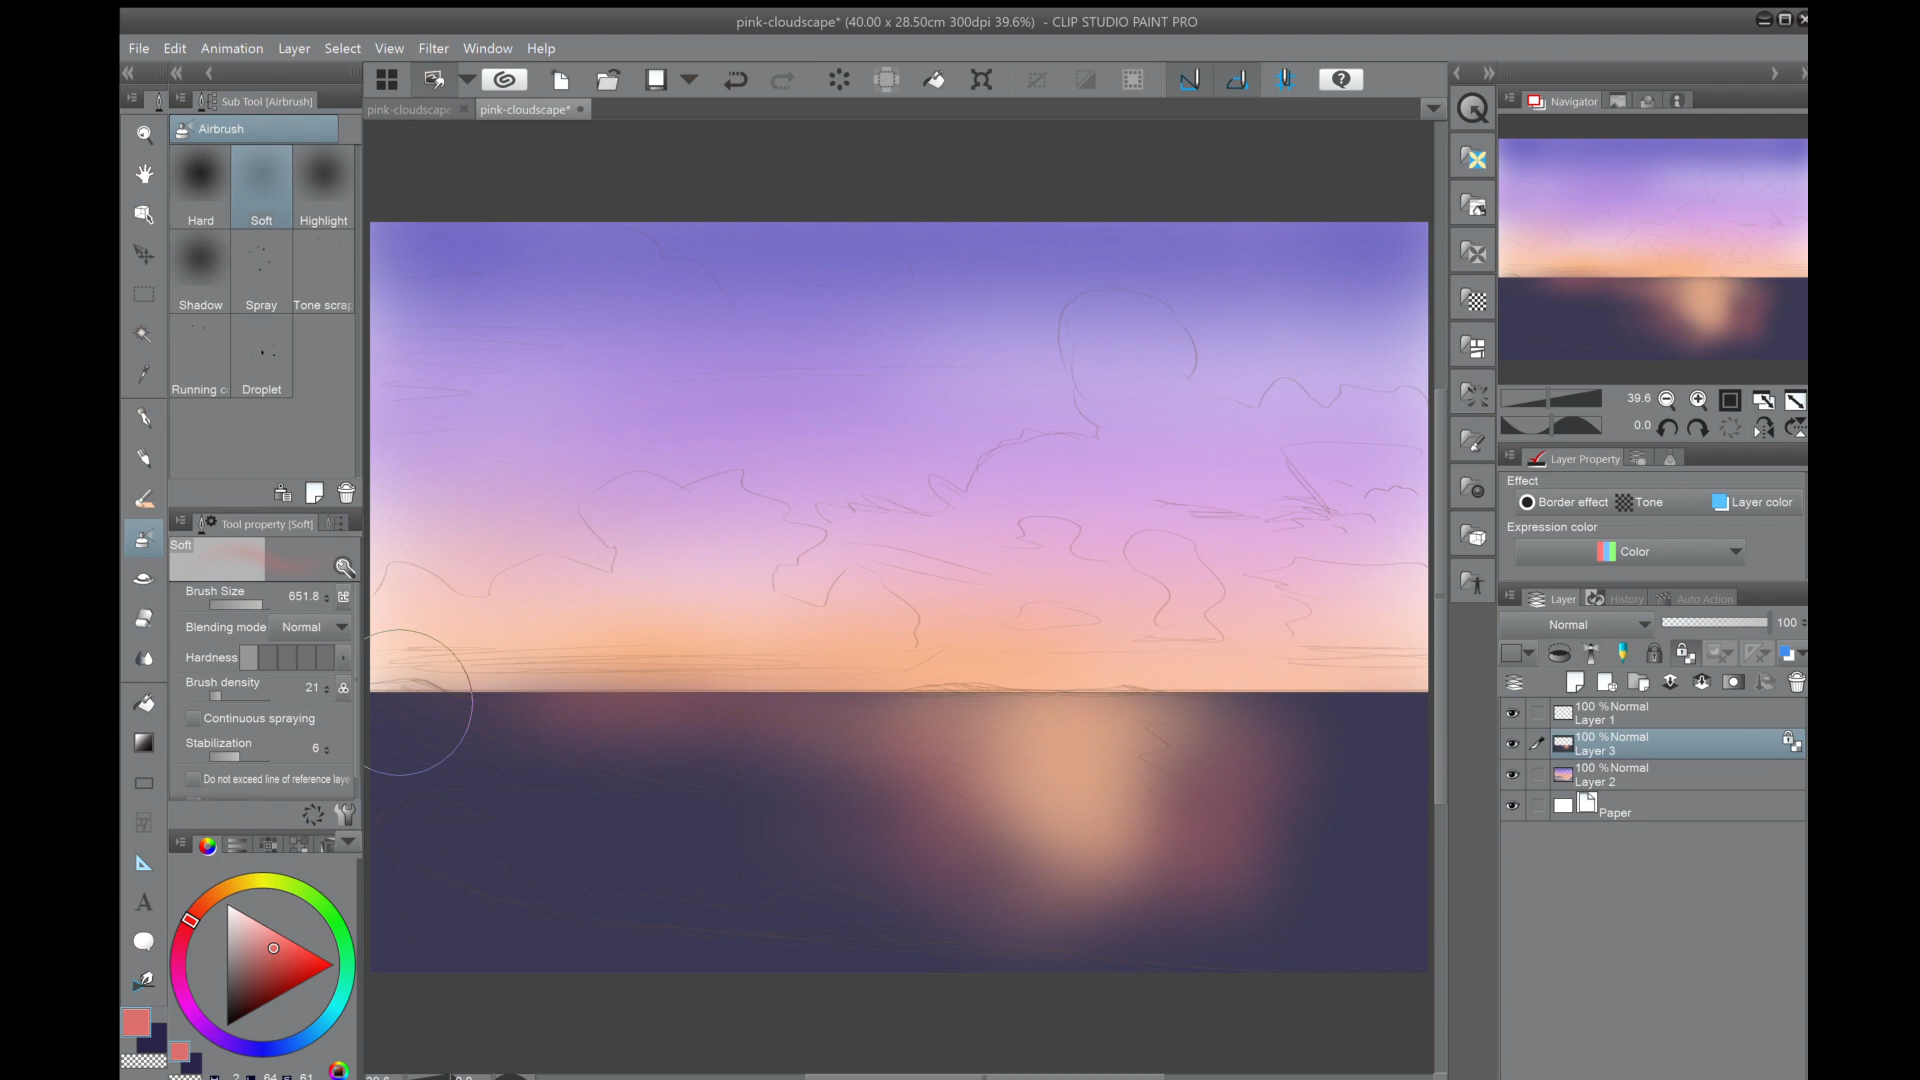 pink-cloudscape* (40.00 x 28.50cm 300dpi 39.6%) - CLIP STUDIO PAINT PRO
File Edit Animation Layer Select View Filter Window Help
Sub Tool [Airbrush]
pink-cloudscape
pink-cloudscape*
Navigator
Airbrush
Hard
Soft
Highlight
Shadow
Spray
Tone scrap
Running
Droplet
39.6
0.0
Layer Property
Effect
Border effect
Tone
Layer color
Expression color
Color
Tool property [Soft]
Soft
Brush Size
651.8
Blending mode
Normal
Hardness
Brush density
21
Continuous spraying
Stabilization
6
Do not exceed line of reference laye
Layer
History
Auto Action
Normal
100
100 %Normal
Layer 1
100 %Normal
Layer 3
100 %Normal
Layer 2
Paper
A